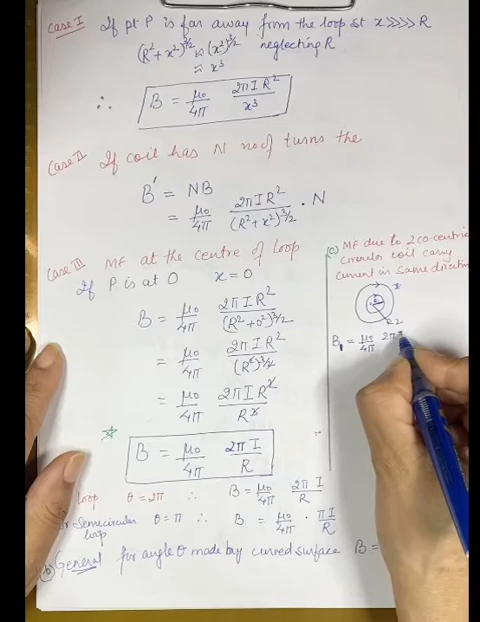 Case I If pt P is far away from the loop st x >>>> R
(R² + x²)^3/2 ≈ (x²)^3/2 neglecting R
≈ x³
∴ B = μ₀/4π 2πIR²/x³
Case II If coil has N no of turns the
B' = NB
= μ₀/4π 2πIR²/(R² + x²)^3/2 . N
Case III MF at the centre of loop
If P is at O x = 0
B = μ₀/4π 2πIR²/(R² + 0²)^3/2
= μ₀/4π 2πIR²/(R²)^3/2
= μ₀/4π 2πIR²/R³
B = μ₀/4π 2πI/R
loop θ = 2π ∴ B = μ₀/4π 2πI/R
Semicircular loop θ = π ∴ B = μ₀/4π . πI/R
(b) General for angle θ made by curved surface B =
(c) MF due to 2 co-centric
circular coil carry
current in same direction
R2
B₁ = μ₀/4π 2πI